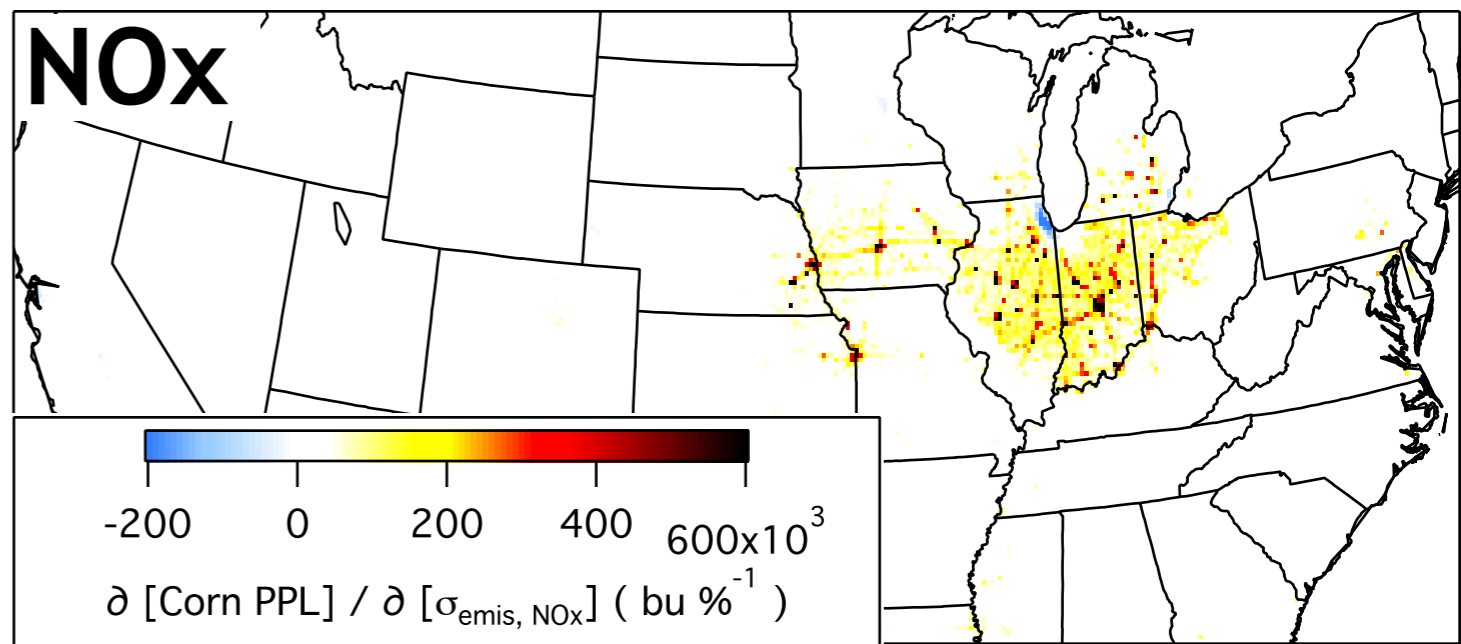 NOx
-200 0 200 400 600x10³
∂ [Corn PPL] / ∂ [σemis, NOx] ( bu %⁻¹ )